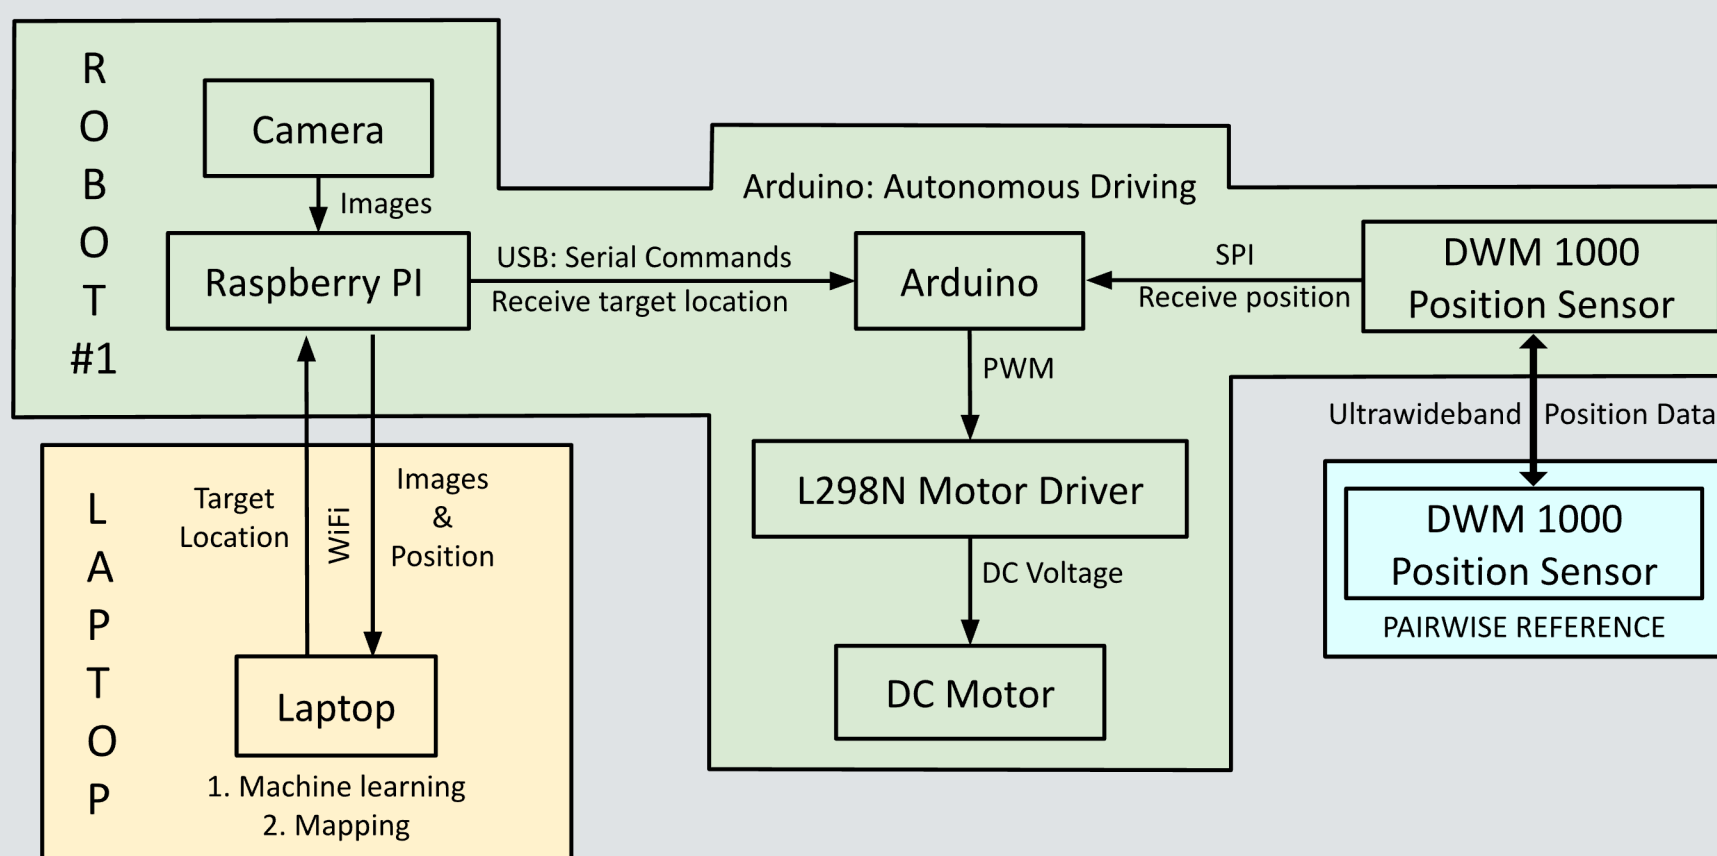 ROBOT
#1
Camera
Images
Raspberry PI
USB: Serial Commands
Receive target location
Arduino: Autonomous Driving
Arduino
SPI
Receive position
DWM 1000
Position Sensor
PWM
L298N Motor Driver
DC Voltage
DC Motor
Ultrawideband Position Data
DWM 1000
Position Sensor
PAIRWISE REFERENCE
LAPTOP
Target
Location
WiFi
Images
&
Position
Laptop
1. Machine learning
2. Mapping